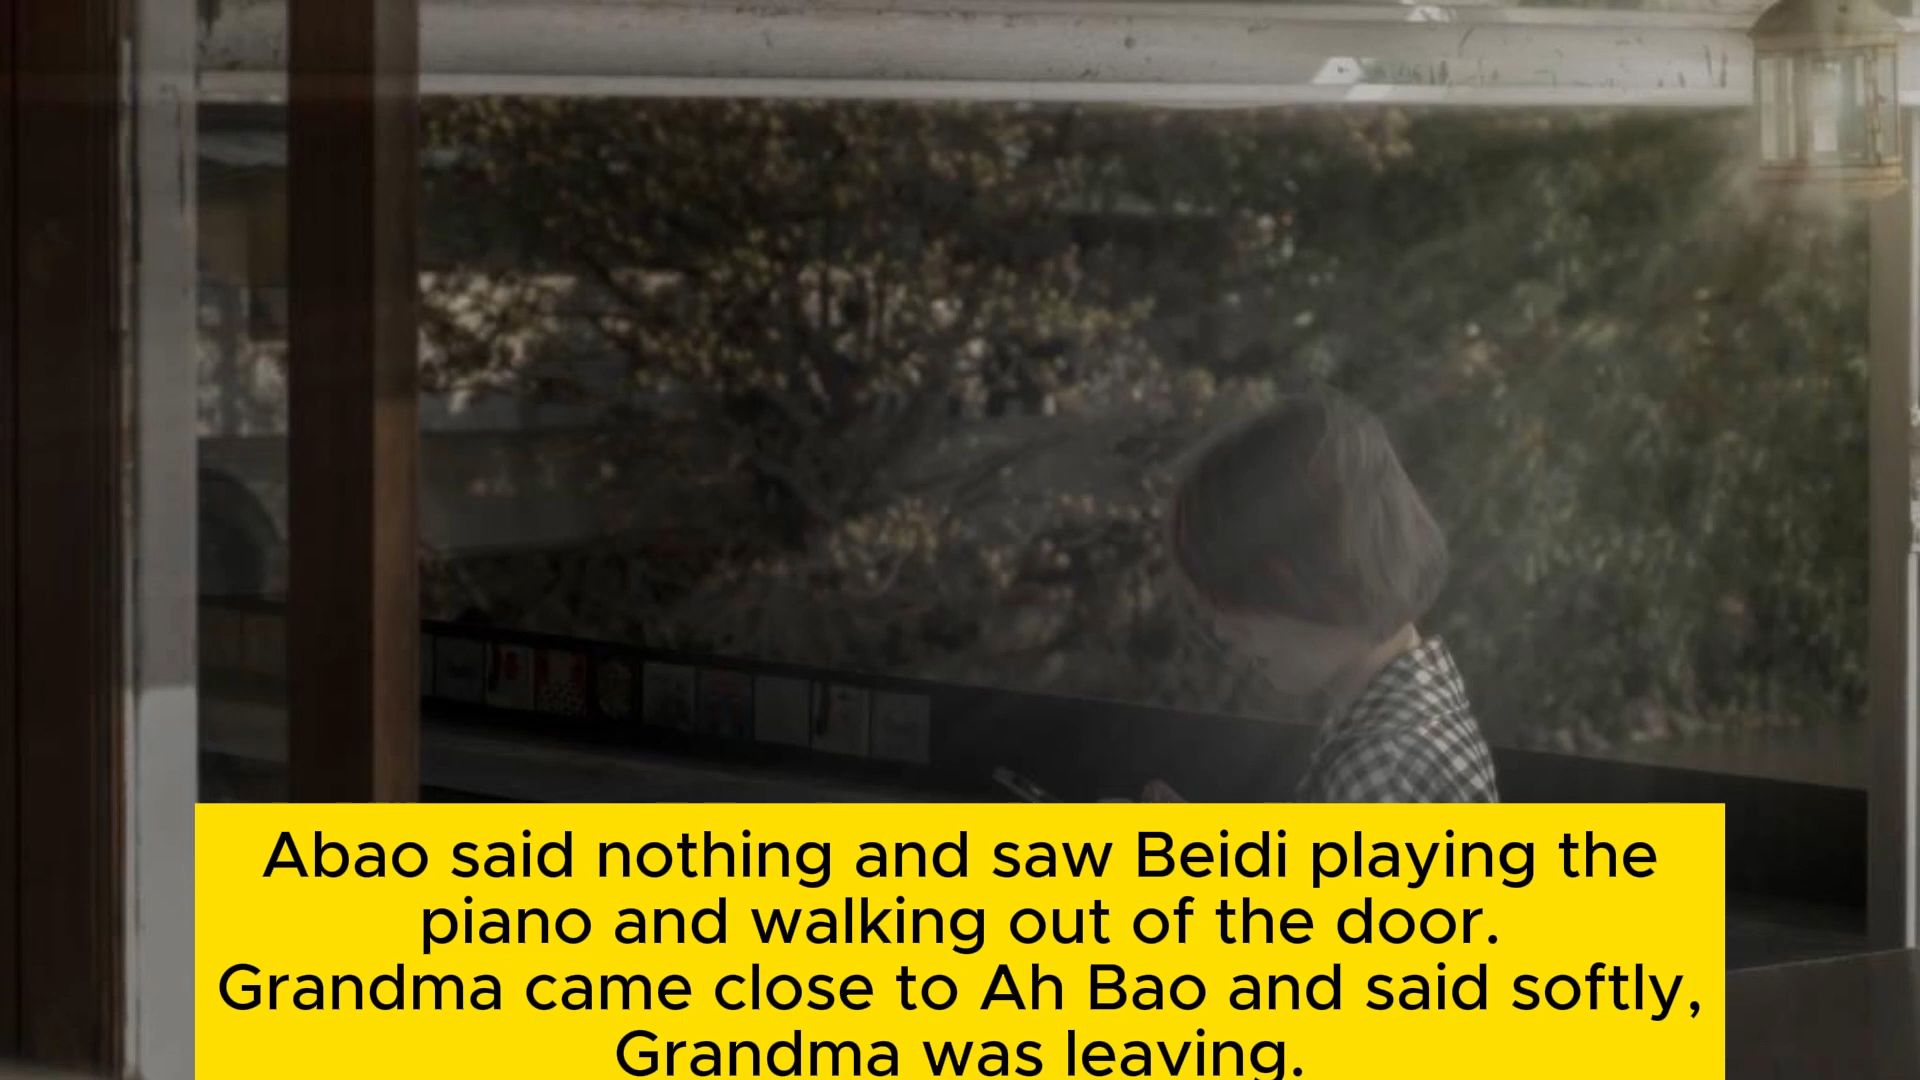 Abao said nothing and saw Beidi playing the
piano and walking out of the door.
Grandma came close to Ah Bao and said softly,
Grandma was leaving.